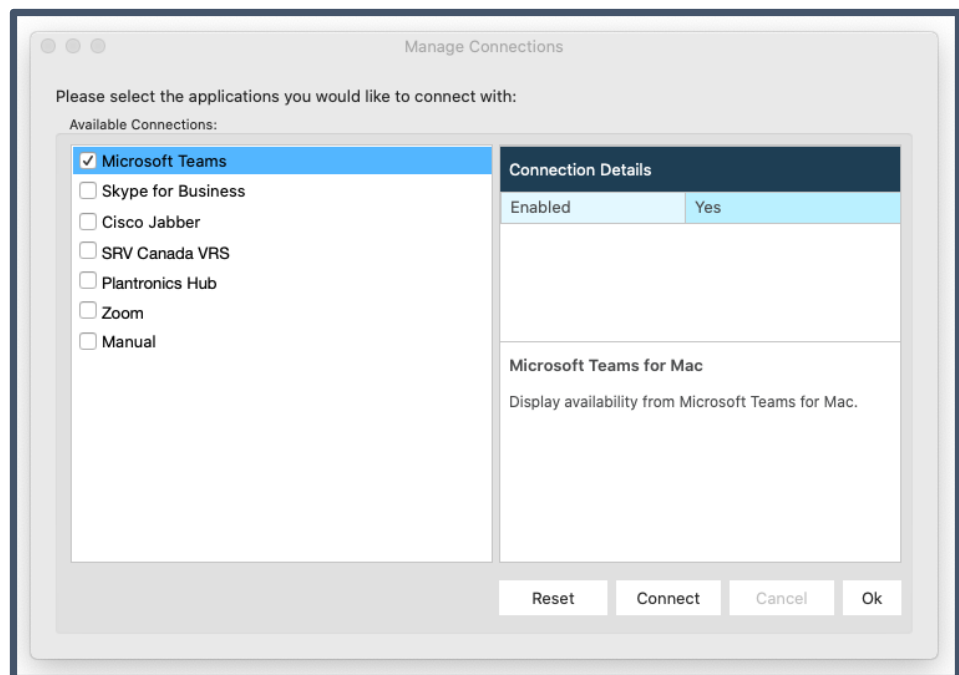 Manage Connections
Please select the applications you would like to connect with:
Available Connections:
Microsoft Teams
Skype for Business
Cisco Jabber
SRV Canada VRS
Plantronics Hub
Zoom
Manual
Connection Details
Enabled Yes
Microsoft Teams for Mac
Display availability from Microsoft Teams for Mac.
Reset Connect Cancel Ok